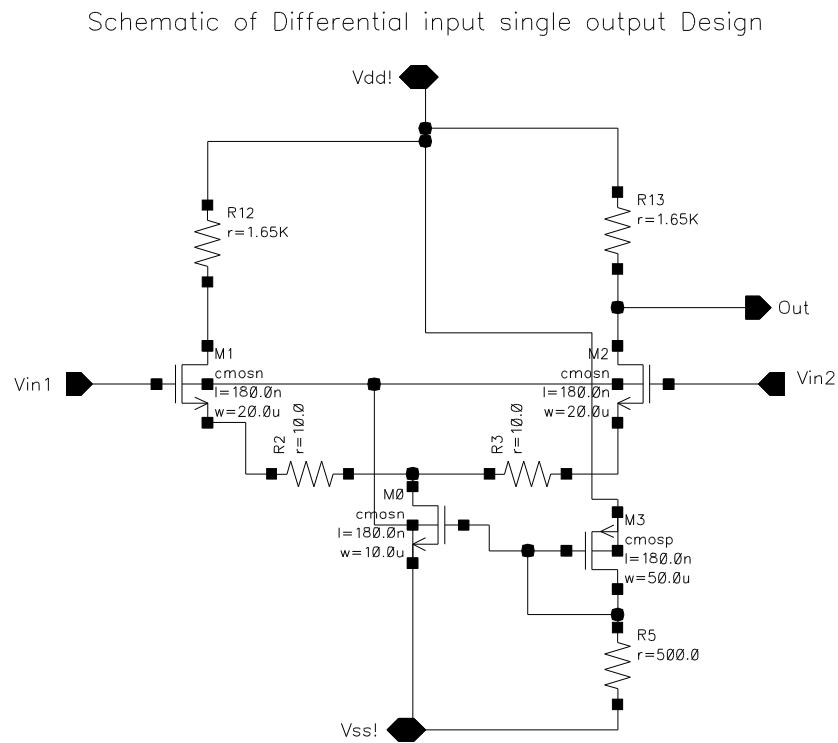 Schematic of Differential input single output Design
Vdd!
R12
r=1.65K
R13
r=1.65K
Out
M1
cmosn
l=180.0n
w=20.0u
M2
cmosn
l=180.0n
w=20.0u
Vin1
Vin2
R2
r=10.0
R3
r=10.0
M0
cmosn
l=180.0n
w=10.0u
M3
cmosp
l=180.0n
w=50.0u
R5
r=500.0
Vss!